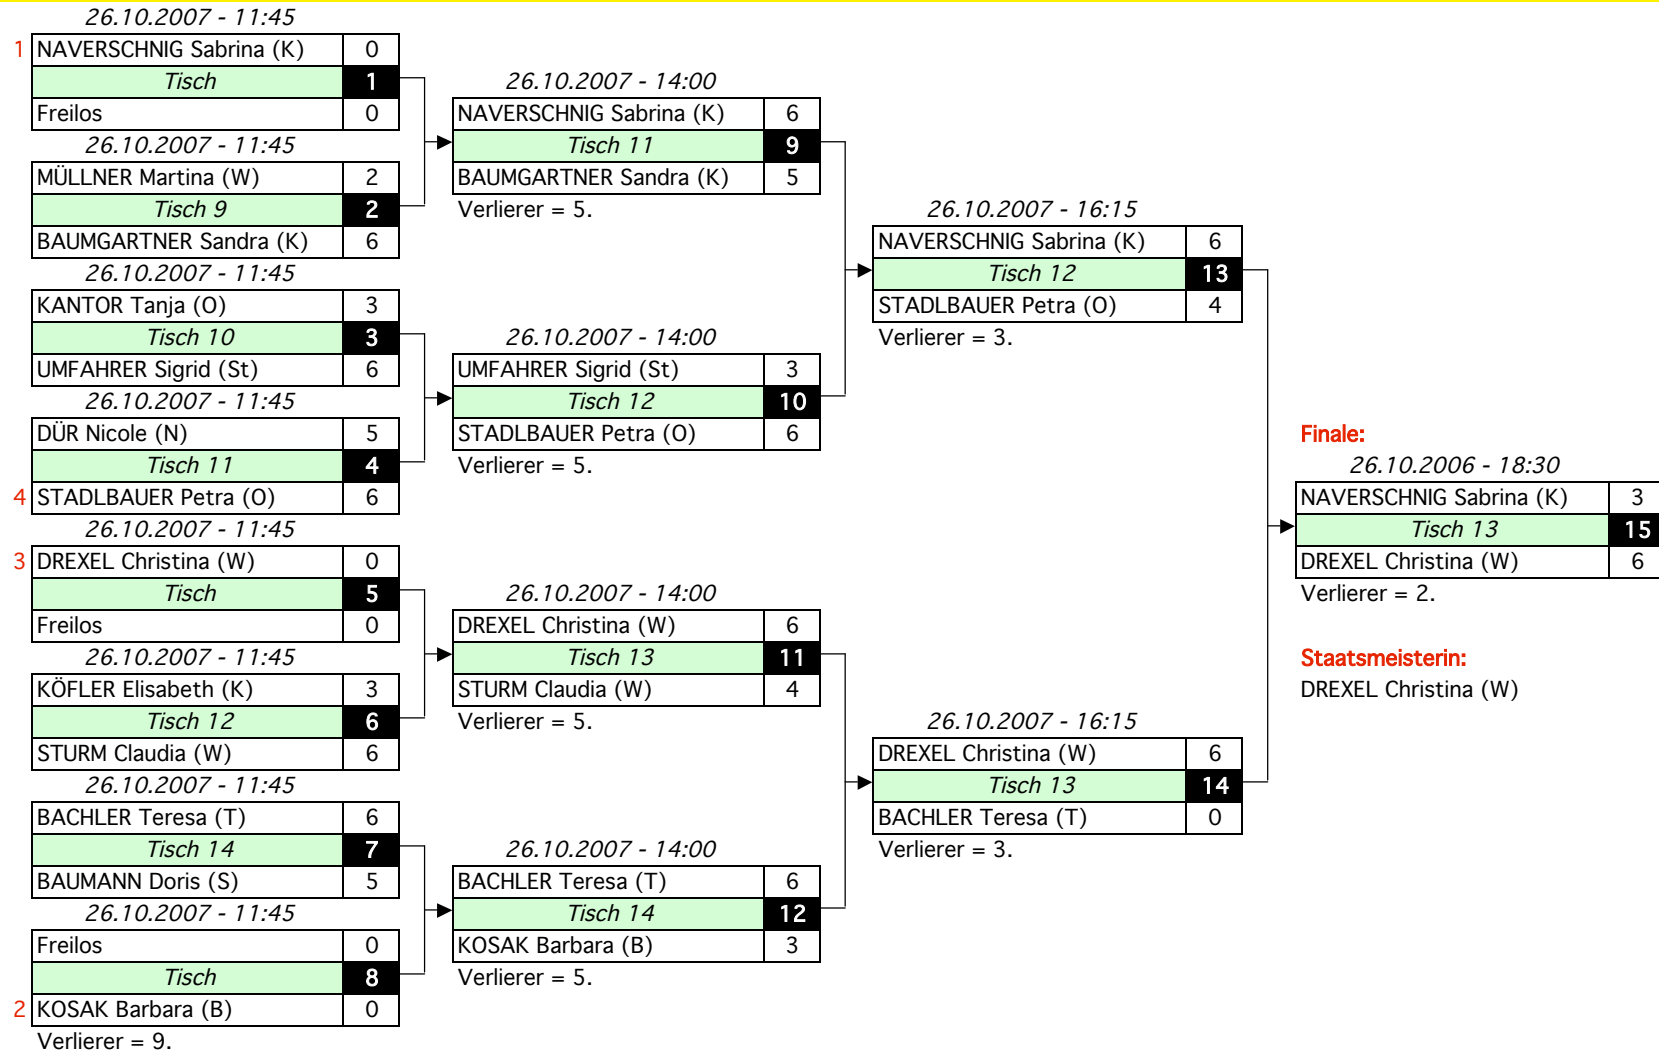 26.10.2007 - 11:45
1 NAVERSCHNIG Sabrina (K) 0
Tisch 1
Freilos 0
26.10.2007 - 11:45
MÜLLNER Martina (W) 2
Tisch 9 2
BAUMGARTNER Sandra (K) 6
26.10.2007 - 11:45
KANTOR Tanja (O) 3
Tisch 10 3
UMFAHRER Sigrid (St) 6
26.10.2007 - 11:45
DÜR Nicole (N) 5
Tisch 11 4
4 STADLBAUER Petra (O) 6
26.10.2007 - 11:45
3 DREXEL Christina (W) 0
Tisch 5
Freilos 0
26.10.2007 - 11:45
KÖFLER Elisabeth (K) 3
Tisch 12 6
STURM Claudia (W) 6
26.10.2007 - 11:45
BACHLER Teresa (T) 6
Tisch 14 7
BAUMANN Doris (S) 5
26.10.2007 - 11:45
Freilos 0
Tisch 8
2 KOSAK Barbara (B) 0
Verlierer = 9.
26.10.2007 - 14:00
NAVERSCHNIG Sabrina (K) 6
Tisch 11 9
BAUMGARTNER Sandra (K) 5
Verlierer = 5.
26.10.2007 - 14:00
UMFAHRER Sigrid (St) 3
Tisch 12 10
STADLBAUER Petra (O) 6
Verlierer = 5.
26.10.2007 - 14:00
DREXEL Christina (W) 6
Tisch 13 11
STURM Claudia (W) 4
Verlierer = 5.
26.10.2007 - 14:00
BACHLER Teresa (T) 6
Tisch 14 12
KOSAK Barbara (B) 3
Verlierer = 5.
26.10.2007 - 16:15
NAVERSCHNIG Sabrina (K) 6
Tisch 12 13
STADLBAUER Petra (O) 4
Verlierer = 3.
26.10.2007 - 16:15
DREXEL Christina (W) 6
Tisch 13 14
BACHLER Teresa (T) 0
Verlierer = 3.
Finale:
26.10.2006 - 18:30
NAVERSCHNIG Sabrina (K) 3
Tisch 13 15
DREXEL Christina (W) 6
Verlierer = 2.
Staatsmeisterin:
DREXEL Christina (W)